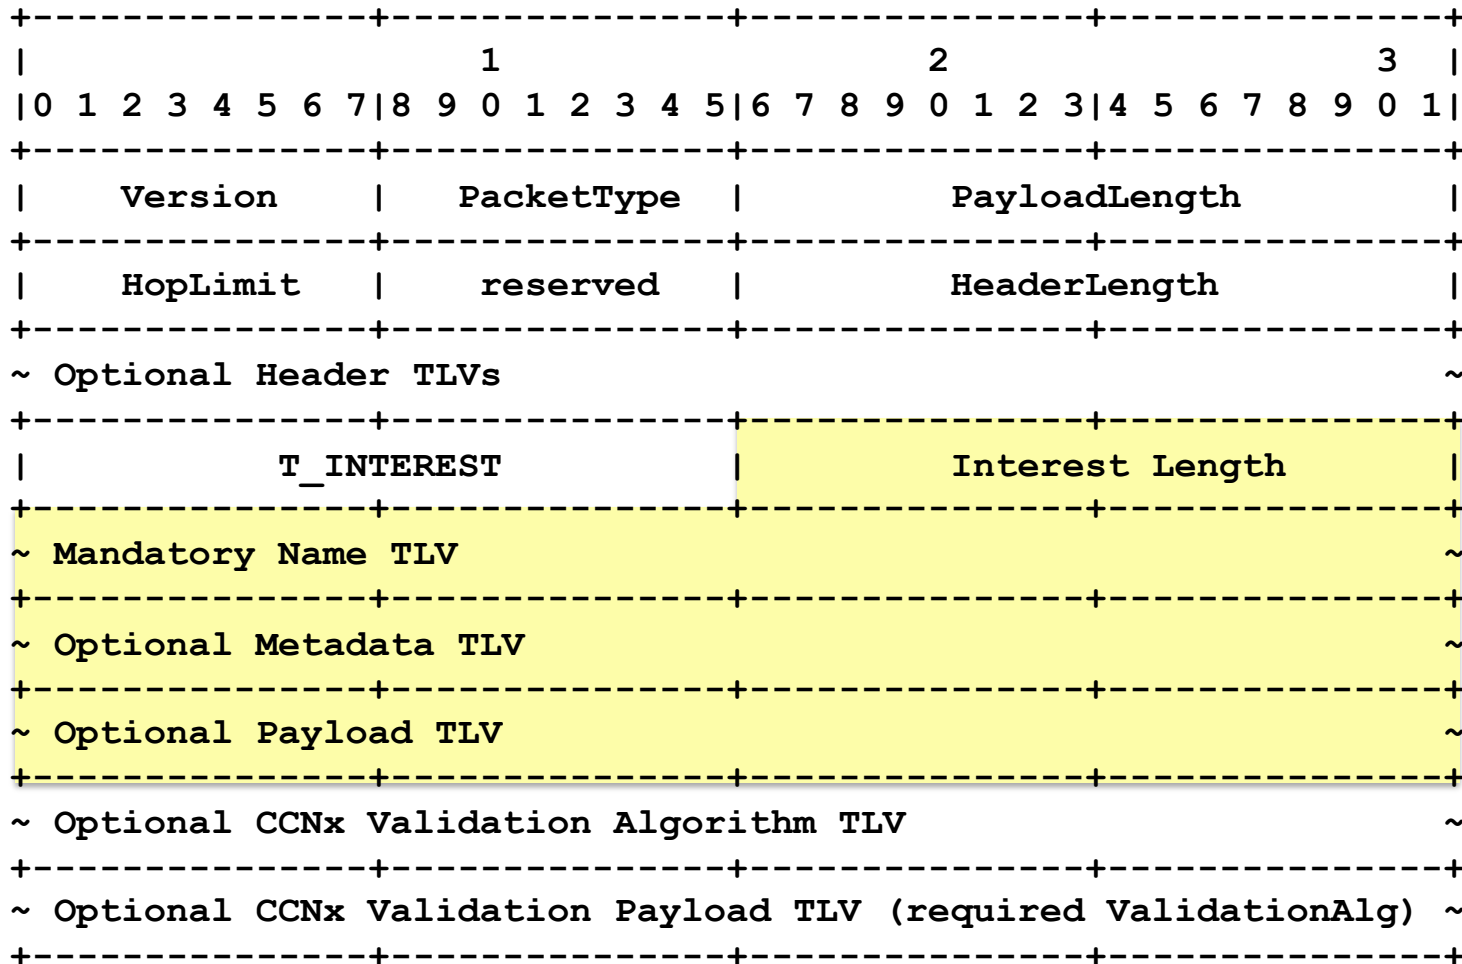 +---------------+---------------+---------------+---------------+
|                    1                   2                   3  |
|0 1 2 3 4 5 6 7|8 9 0 1 2 3 4 5|6 7 8 9 0 1 2 3|4 5 6 7 8 9 0 1|
+---------------+---------------+---------------+---------------+
|    Version    |   PacketType  |         PayloadLength         |
+---------------+---------------+---------------+---------------+
|    HopLimit   |    reserved   |         HeaderLength          |
+---------------+---------------+---------------+---------------+
~ Optional Header TLVs                                          ~
+---------------+---------------+---------------+---------------+
|           T_INTEREST          |         Interest Length       |
+---------------+---------------+---------------+---------------+
~ Mandatory Name TLV                                            ~
+---------------+---------------+---------------+---------------+
~ Optional Metadata TLV                                         ~
+---------------+---------------+---------------+---------------+
~ Optional Payload TLV                                          ~
+---------------+---------------+---------------+---------------+
~ Optional CCNx Validation Algorithm TLV                        ~
+---------------+---------------+---------------+---------------+
~ Optional CCNx Validation Payload TLV (required ValidationAlg) ~
+---------------+---------------+---------------+---------------+